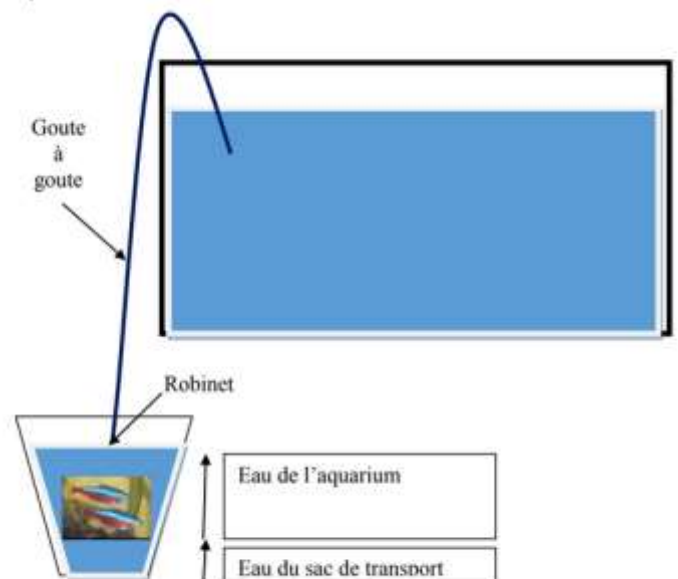 Goute
à
goute
Robinet
Eau de l’aquarium
Eau du sac de transport